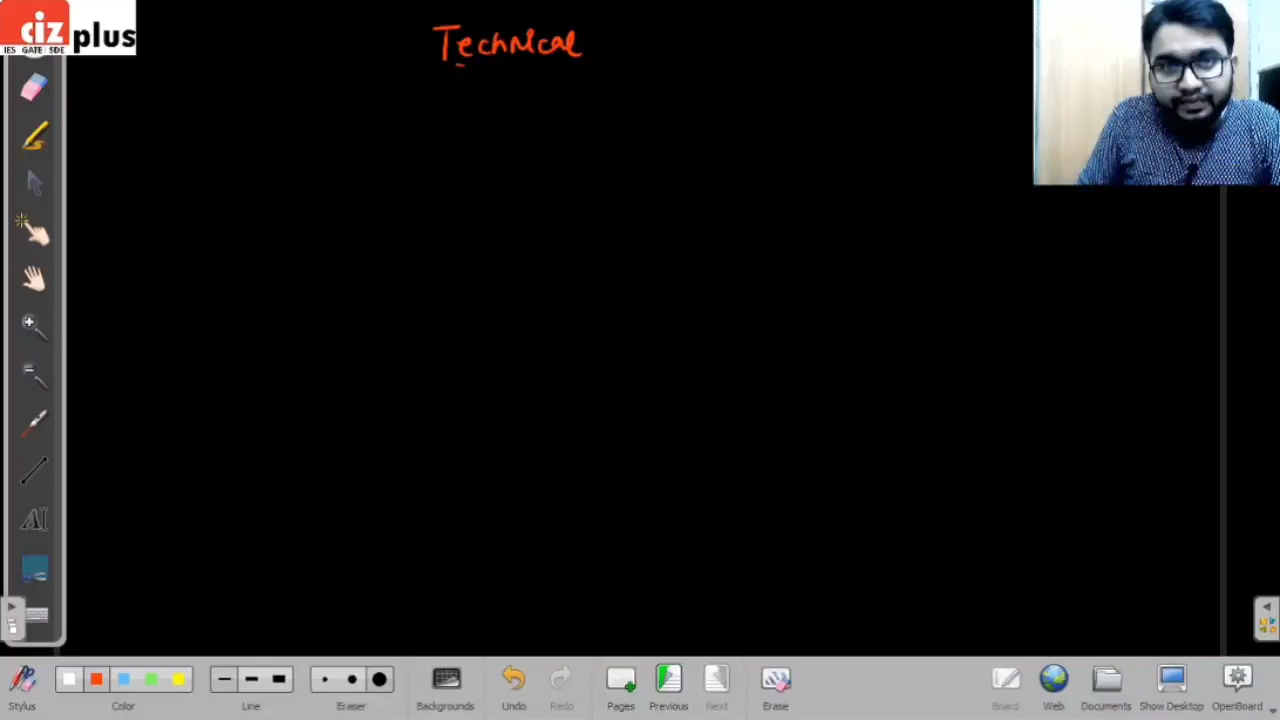 ciz plus
IES GATE SDE
Technical
Stylus
Color
Line
Eraser
Backgrounds
Undo
Redo
Pages
Previous
Next
Erase
Board
Web
Documents
Show Desktop
OpenBoard